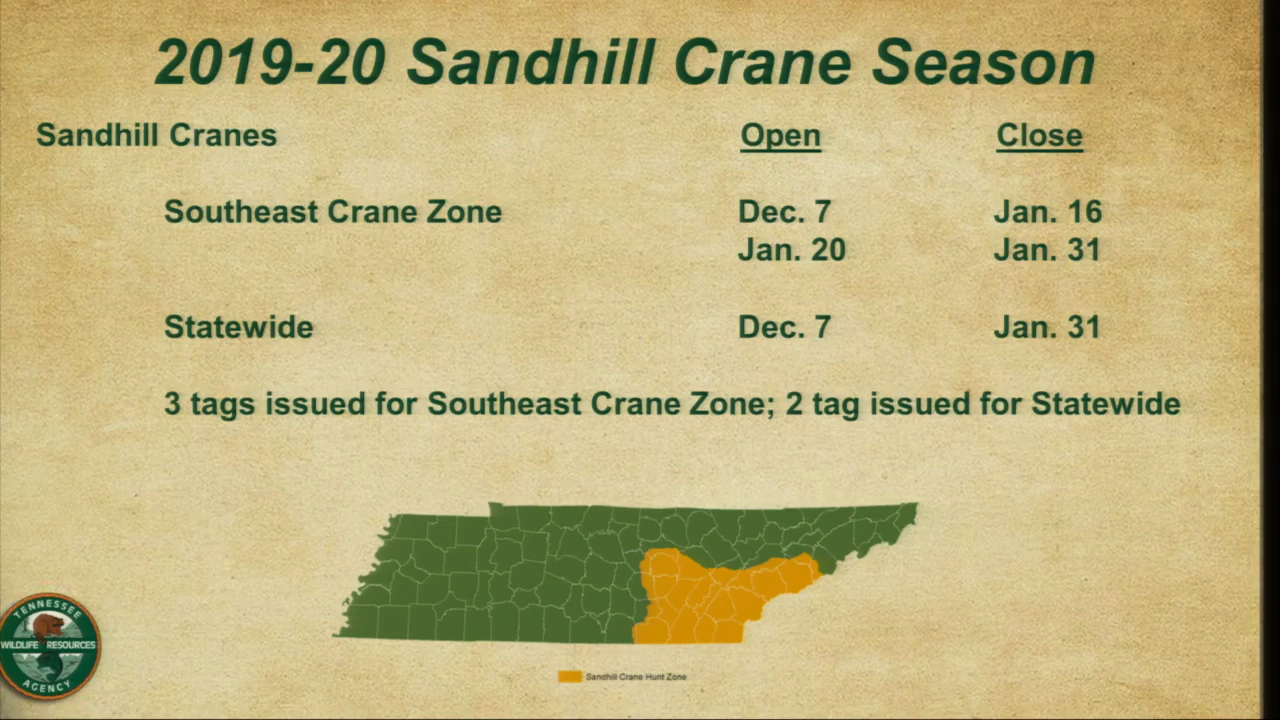 2019-20 Sandhill Crane Season
Sandhill Cranes Open Close
Southeast Crane Zone Dec. 7 Jan. 16
Jan. 20 Jan. 31
Statewide Dec. 7 Jan. 31
3 tags issued for Southeast Crane Zone; 2 tag issued for Statewide
TENNESSEE
WILDLIFE RESOURCES
AGENCY
Sandhill Crane Hunt Zone